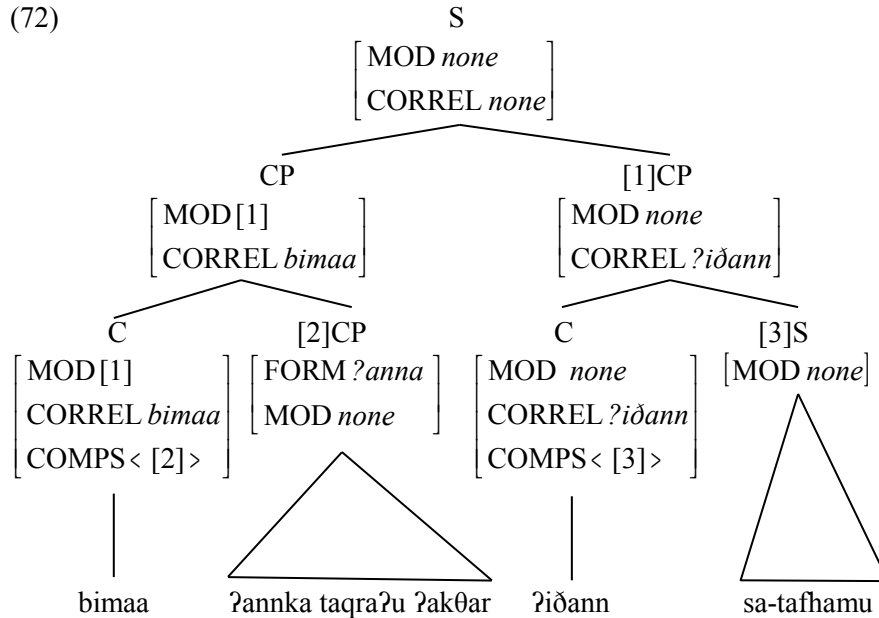 (72) S
[MOD none
CORREL none]
CP [1]CP
[MOD [1] [MOD none
CORREL bimaa] CORREL ʔiðann]
C [2]CP C [3]S
[MOD [1] [FORM ʔanna [MOD none [MOD none]
CORREL bimaa MOD none] CORREL ʔiðann
COMPS < [2] >] COMPS < [3] >]
bimaa ʔannka taqraʔu ʔakθar ʔiðann sa-tafhamu